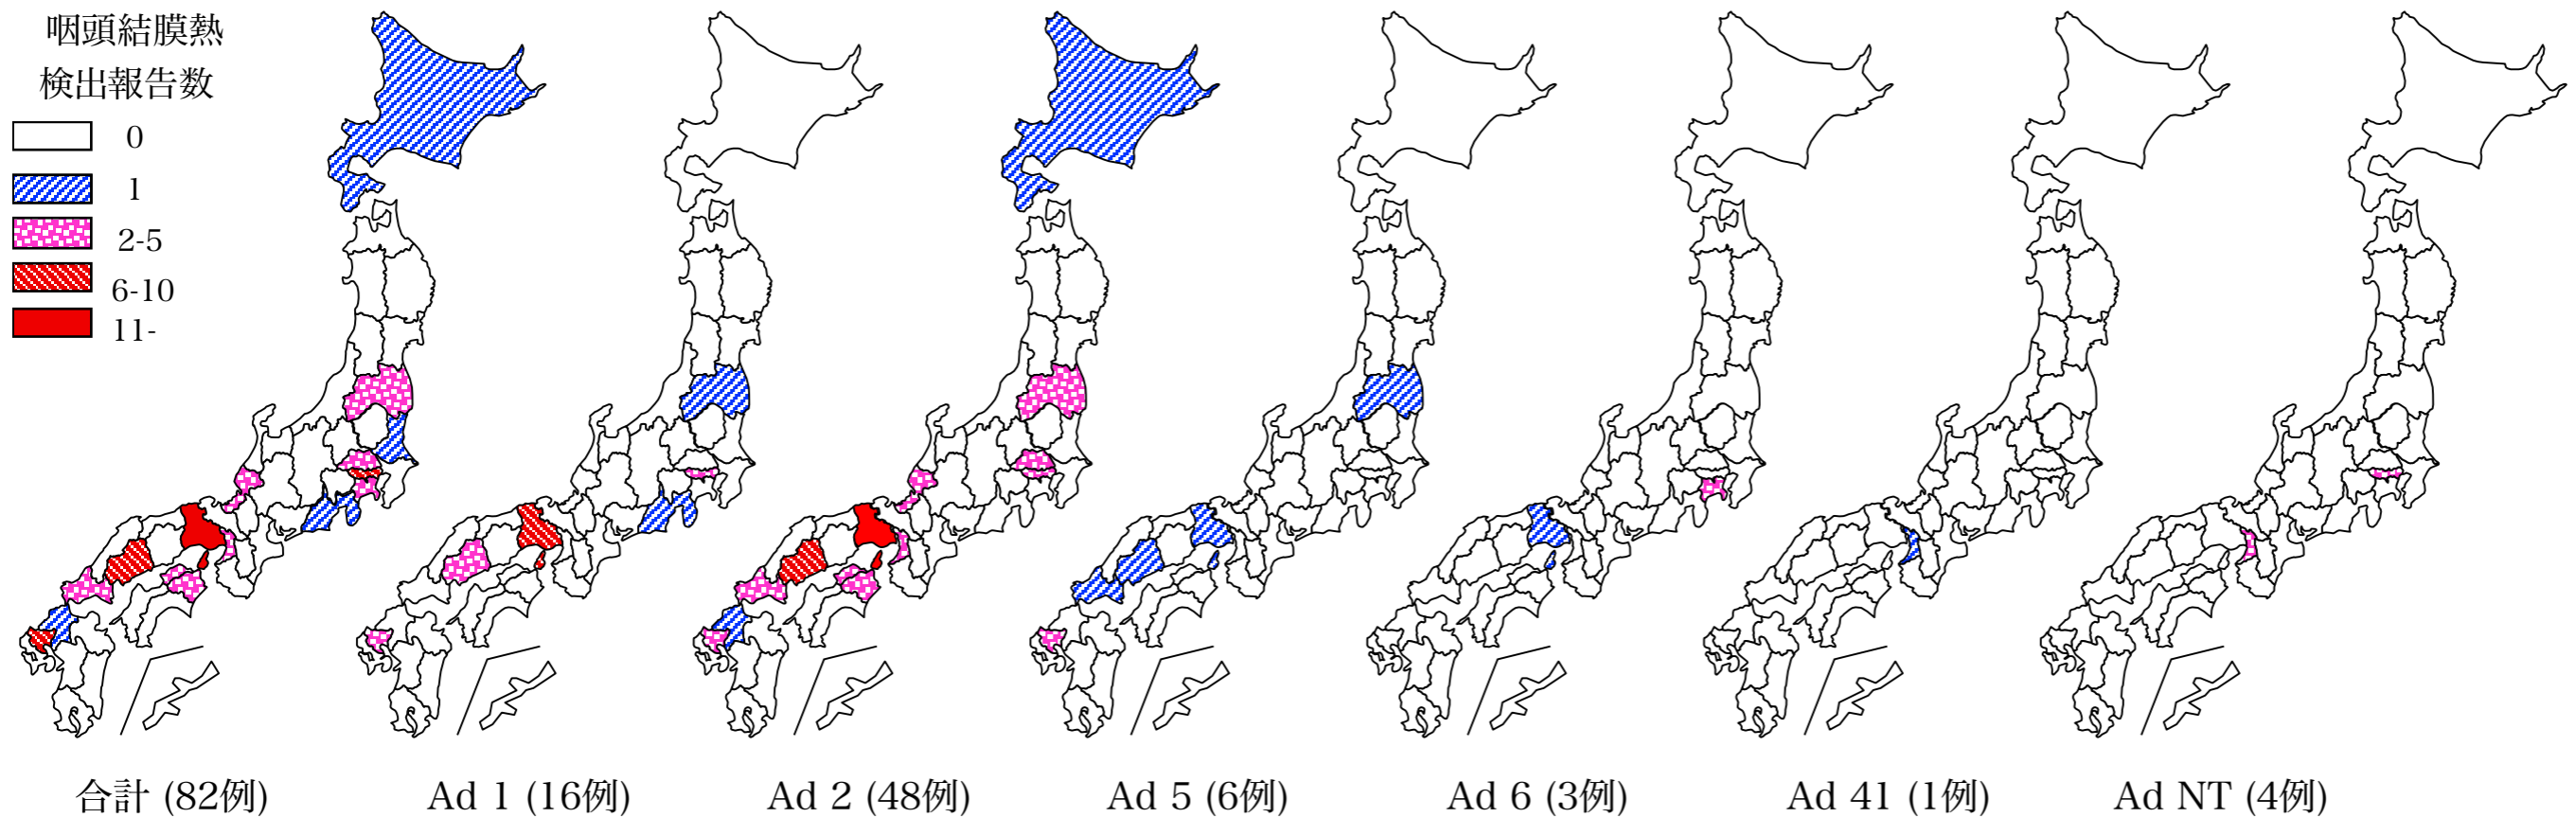 咽頭結膜熱
検出報告数
0
1
2-5
6-10
11-
合計 (82例)
Ad 1 (16例)
Ad 2 (48例)
Ad 5 (6例)
Ad 6 (3例)
Ad 41 (1例)
Ad NT (4例)